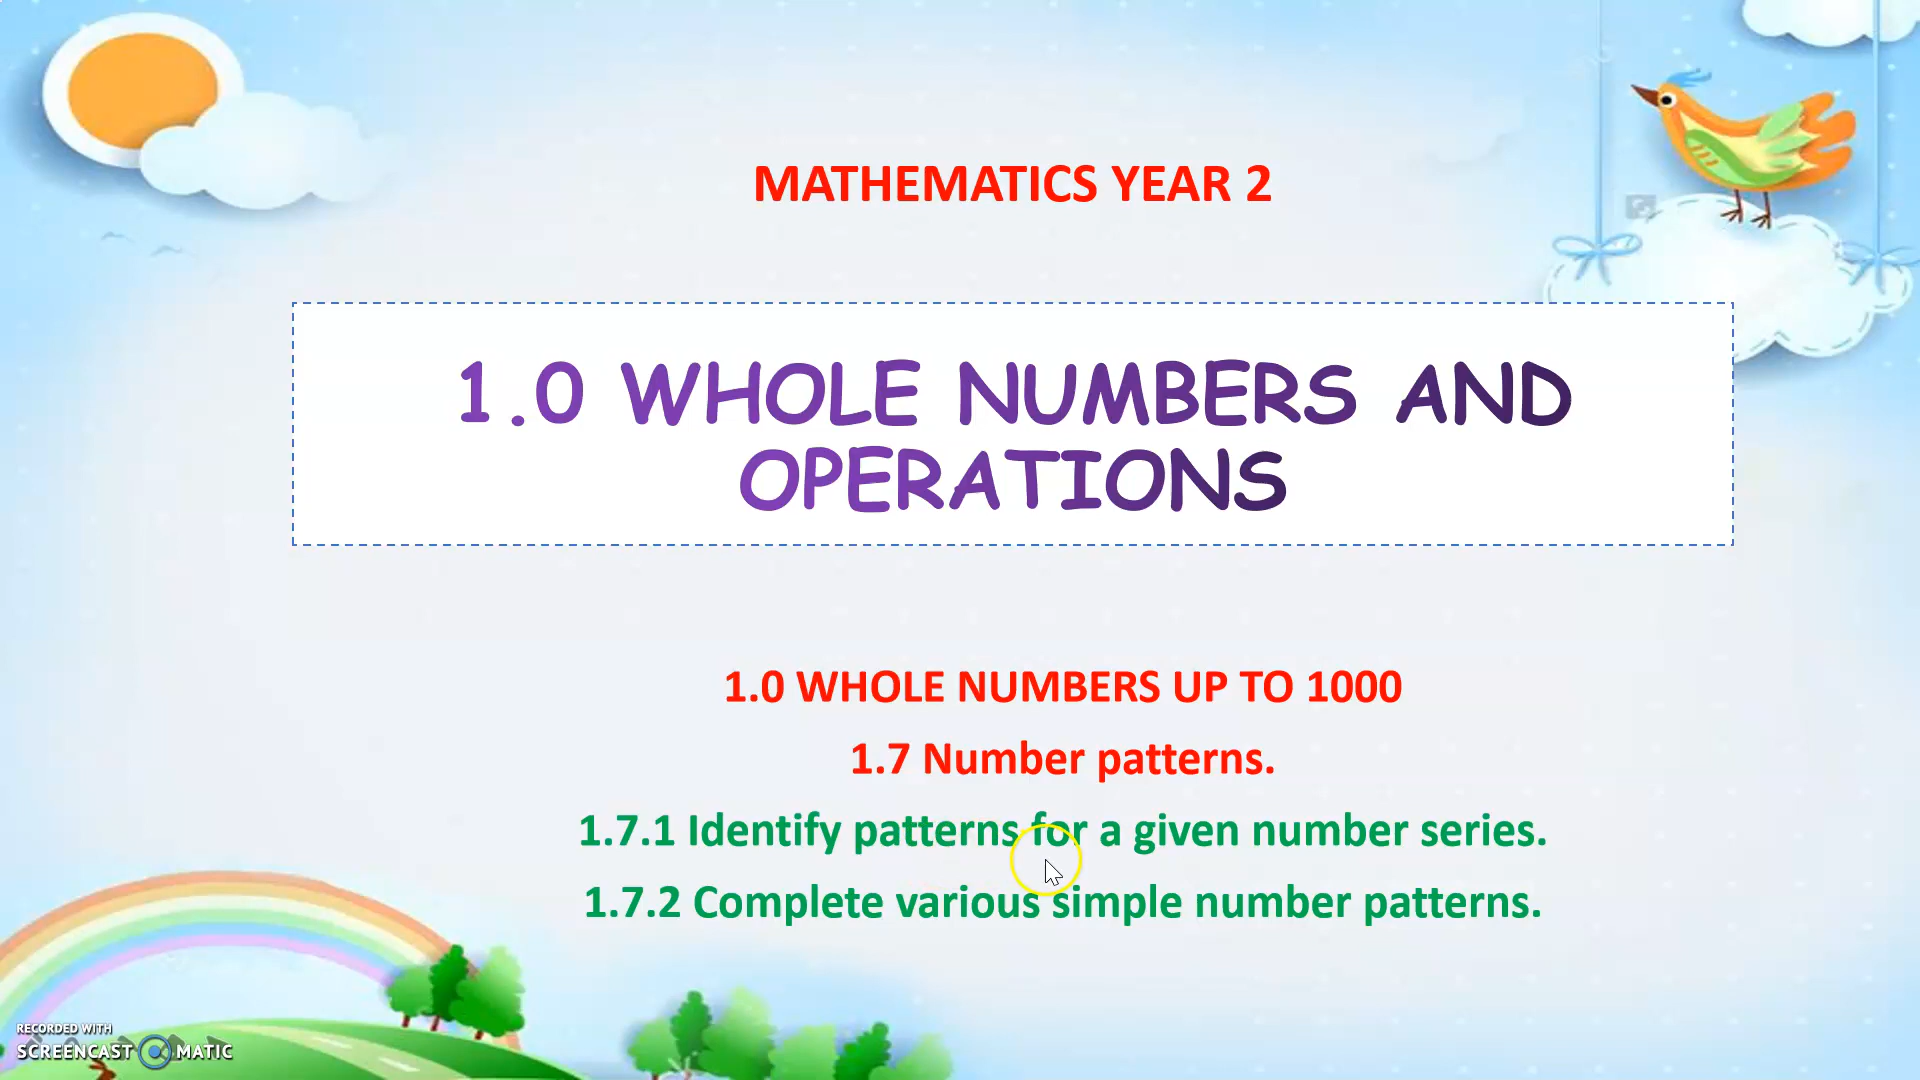 MATHEMATICS YEAR 2
1.0 WHOLE NUMBERS AND
OPERATIONS
1.0 WHOLE NUMBERS UP TO 1000
1.7 Number patterns.
1.7.1 Identify patterns for a given number series.
1.7.2 Complete various simple number patterns.
RECORDED WITH
SCREENCAST MATIC